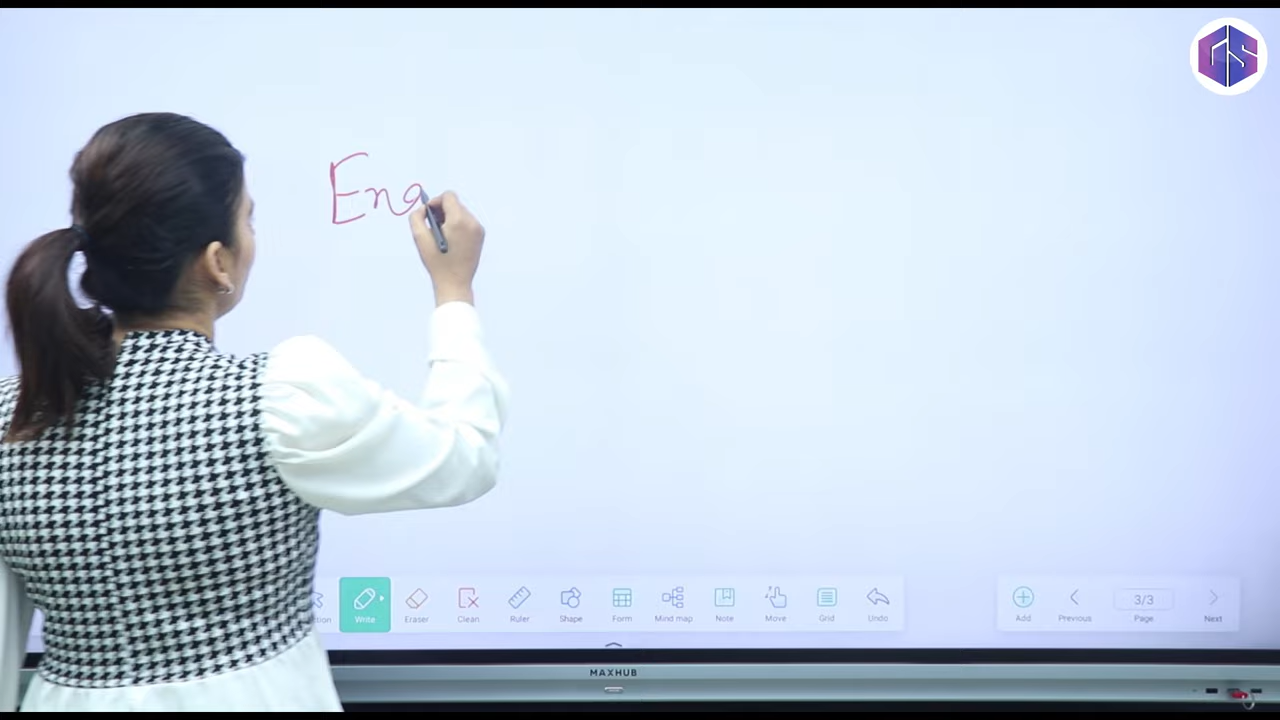 Eng
Write
Eraser
Clean
Ruler
Shape
Form
Mind map
Note
Move
Grid
Undo
Add
Previous
3/3
Page
Next
MAXHUB